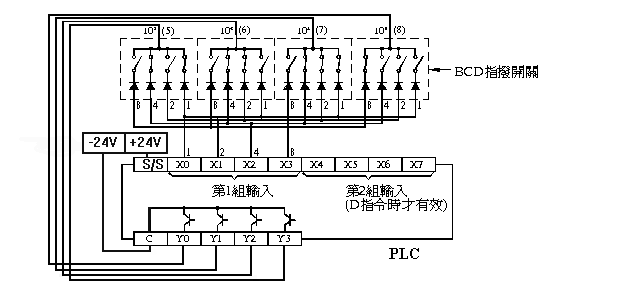 10³ (5) 10² (6) 10¹ (7) 10⁰ (8)
BCD指撥開關
8 4 2 1 8 4 2 1 8 4 2 1 8 4 2 1
-24V +24V
1 2 4 8
S/S X0 X1 X2 X3 X4 X5 X6 X7
第1組輸入 第2組輸入
(D指令時才有效)
C Y0 Y1 Y2 Y3
PLC